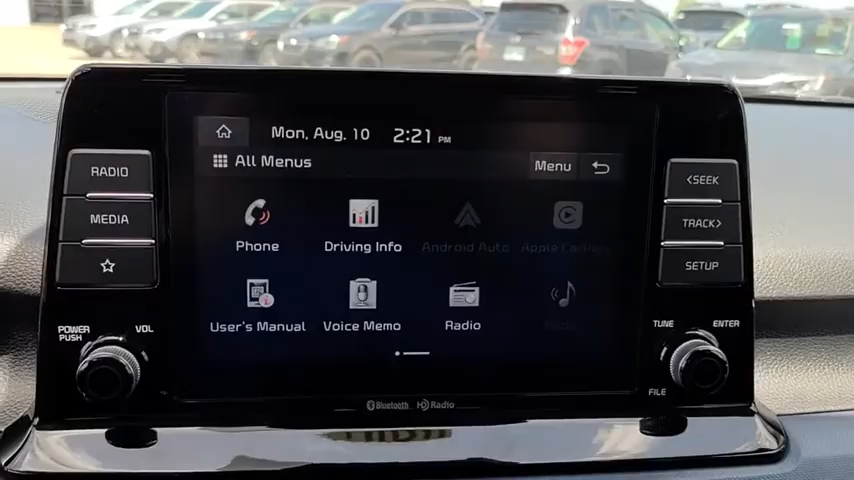 Mon, Aug. 10 2:21 PM
All Menus
Menu
RADIO
MEDIA
<SEEK
TRACK>
SETUP
Phone
Driving Info
Android Auto
Apple CarPlay
User's Manual
Voice Memo
Radio
POWER
PUSH
VOL
TUNE
ENTER
FILE
Bluetooth
HD Radio